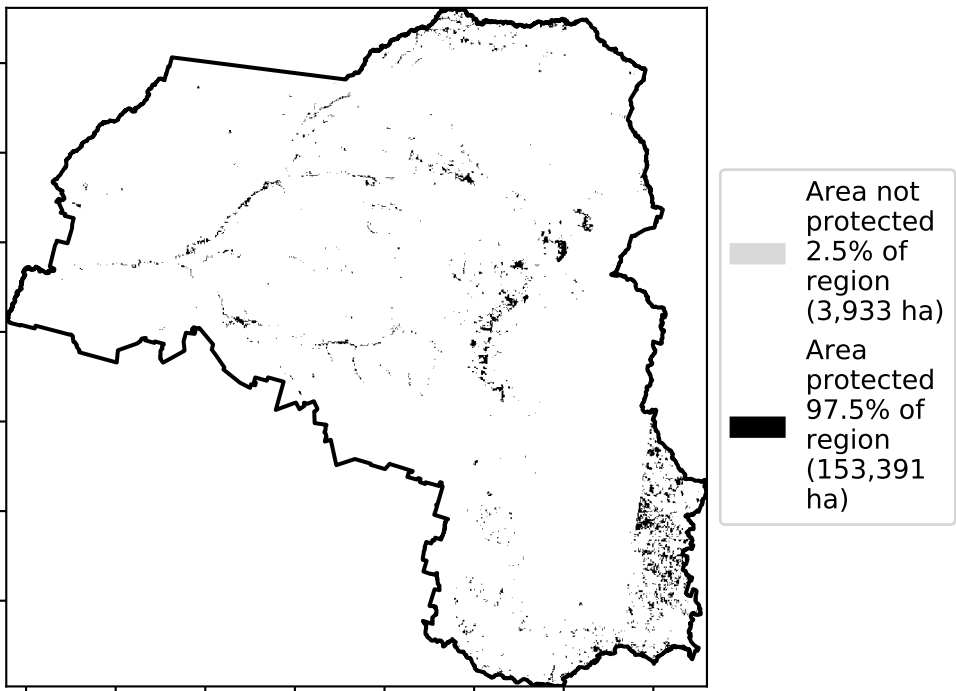 Area not
protected
2.5% of
region
(3,933 ha)
Area
protected
97.5% of
region
(153,391
ha)